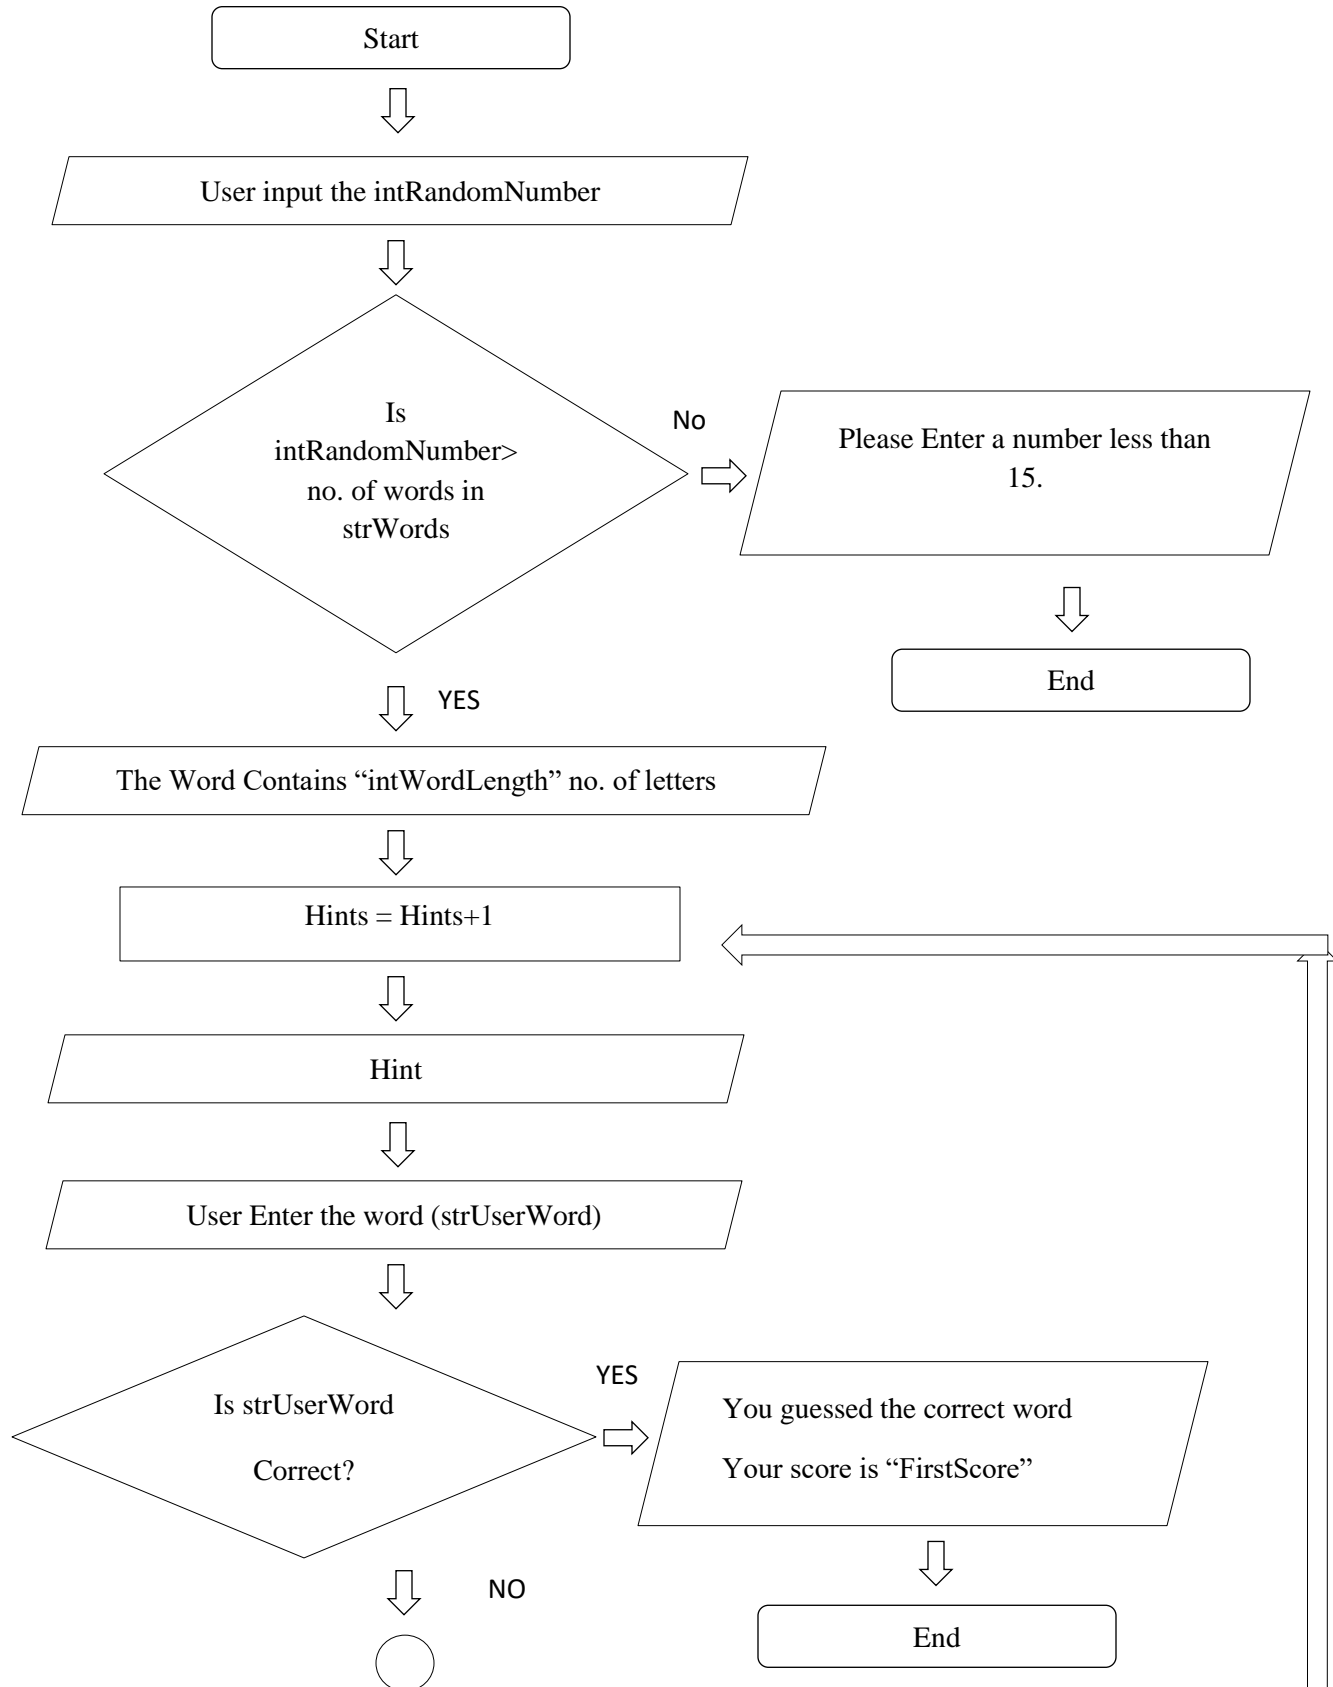 Start
User input the intRandomNumber
Is
intRandomNumber>
no. of words in
strWords
No
Please Enter a number less than
15.
End
YES
The Word Contains “intWordLength” no. of letters
Hints = Hints+1
Hint
User Enter the word (strUserWord)
Is strUserWord
Correct?
YES
You guessed the correct word
Your score is “FirstScore”
NO
End